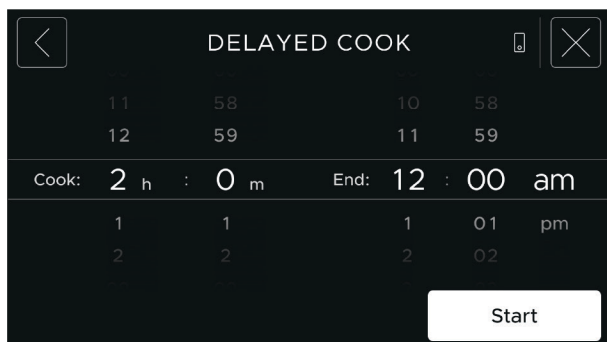 DELAYED COOK
11 58 10 58
12 59 11 59
Cook: 2 h : 0 m End: 12 : 00 am
1 1 1 01 pm
2 2 2 02
Start